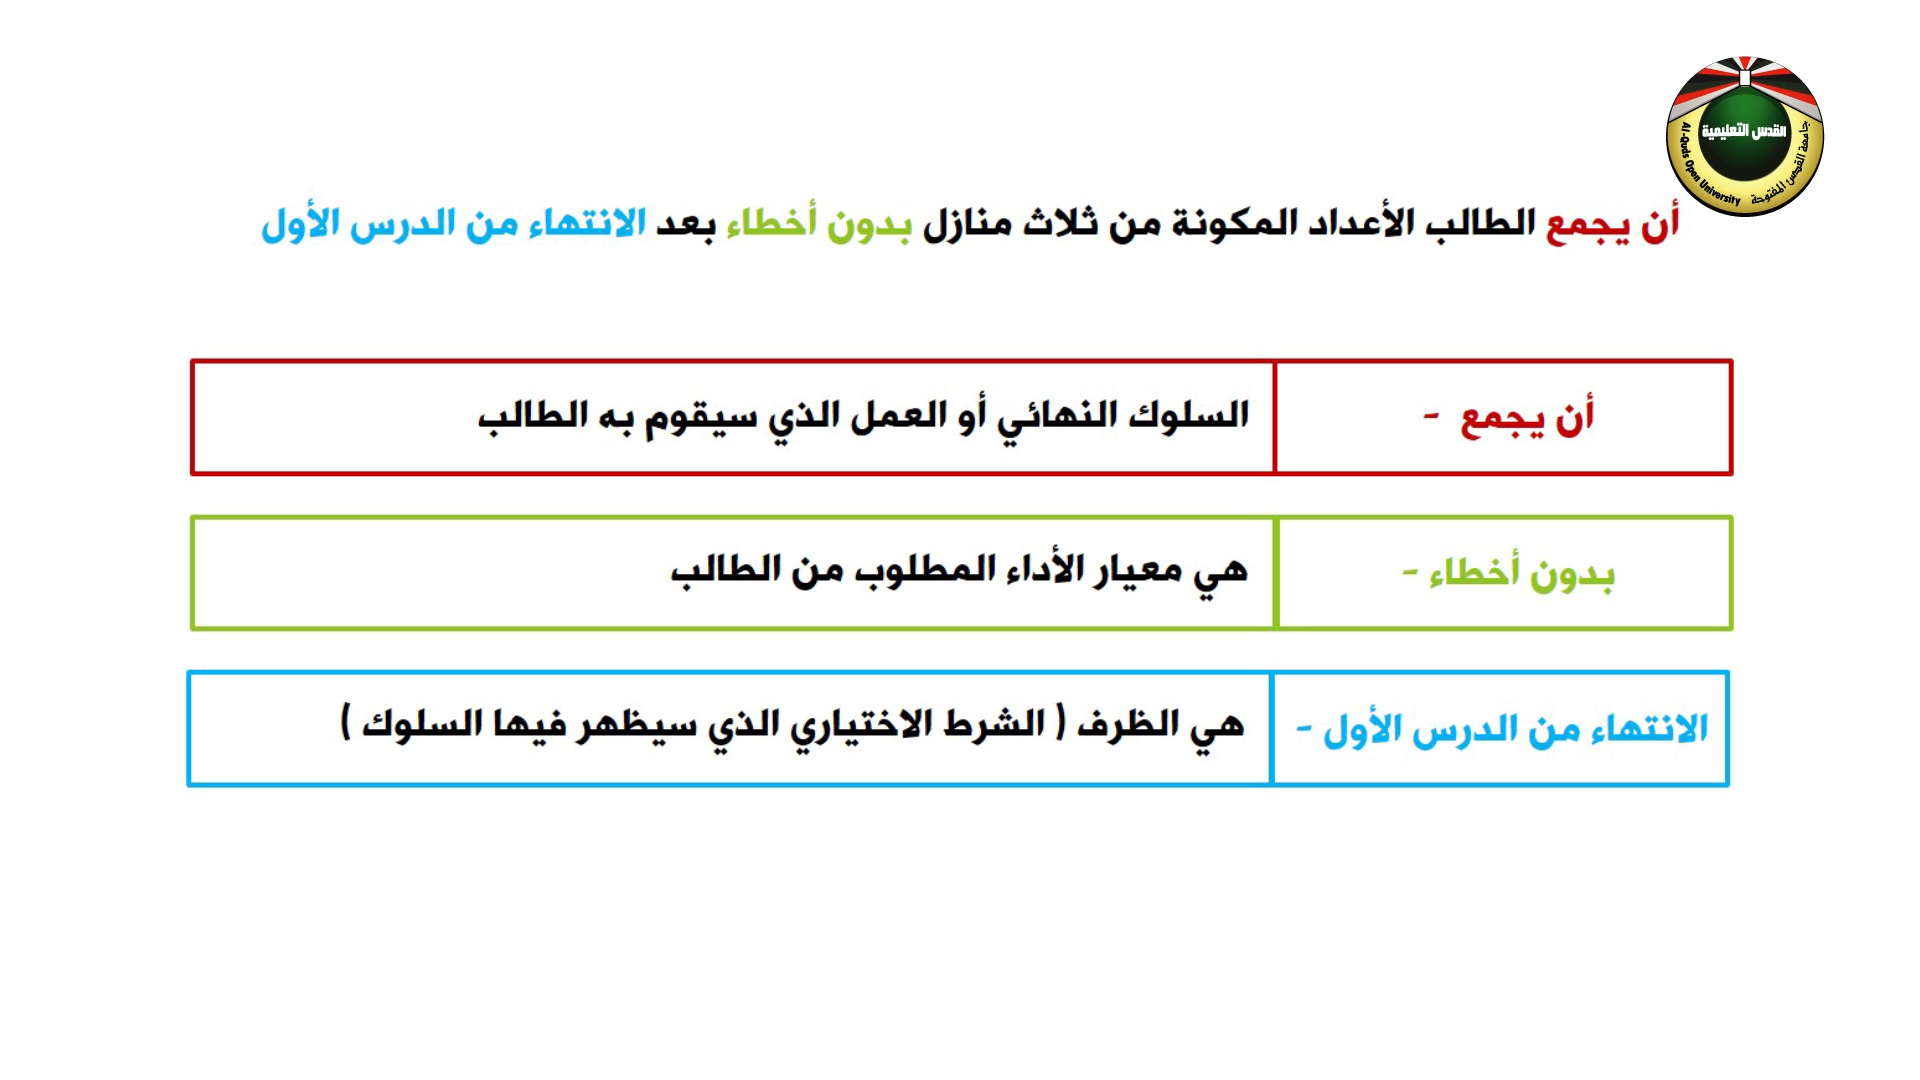 القدس التعليمية
جامعة القدس المفتوحة
Al-Quds Open University
أن يجمع الطالب الأعداد المكونة من ثلاث منازل بدون أخطاء بعد الانتهاء من الدرس الأول
أن يجمع - السلوك النهائي أو العمل الذي سيقوم به الطالب
بدون أخطاء - هي معيار الأداء المطلوب من الطالب
الانتهاء من الدرس الأول - هي الظرف ( الشرط الاختياري الذي سيظهر فيها السلوك )